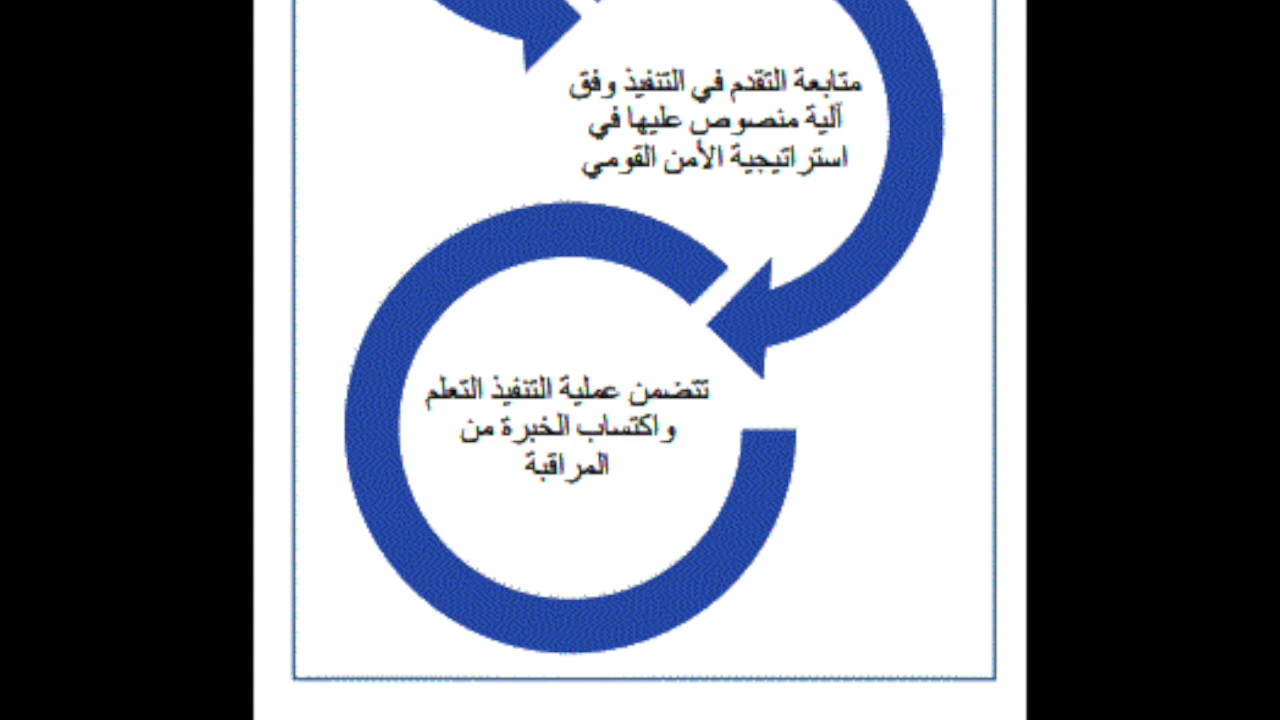 متابعة التقدم في التنفيذ وفق
آلية منصوص عليها في
استراتيجية الأمن القومي
تتضمن عملية التنفيذ التعلم
واكتساب الخبرة من
المراقبة